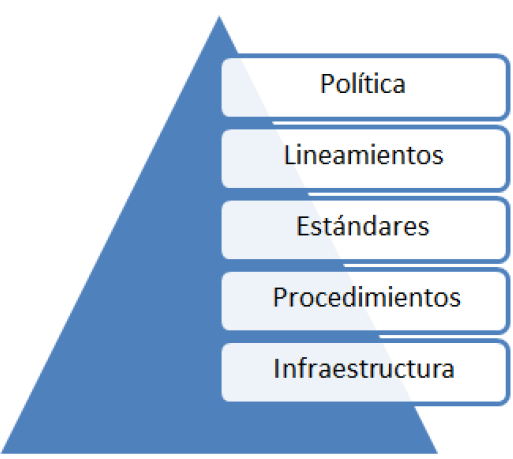 Política
Lineamientos
Estándares
Procedimientos
Infraestructura